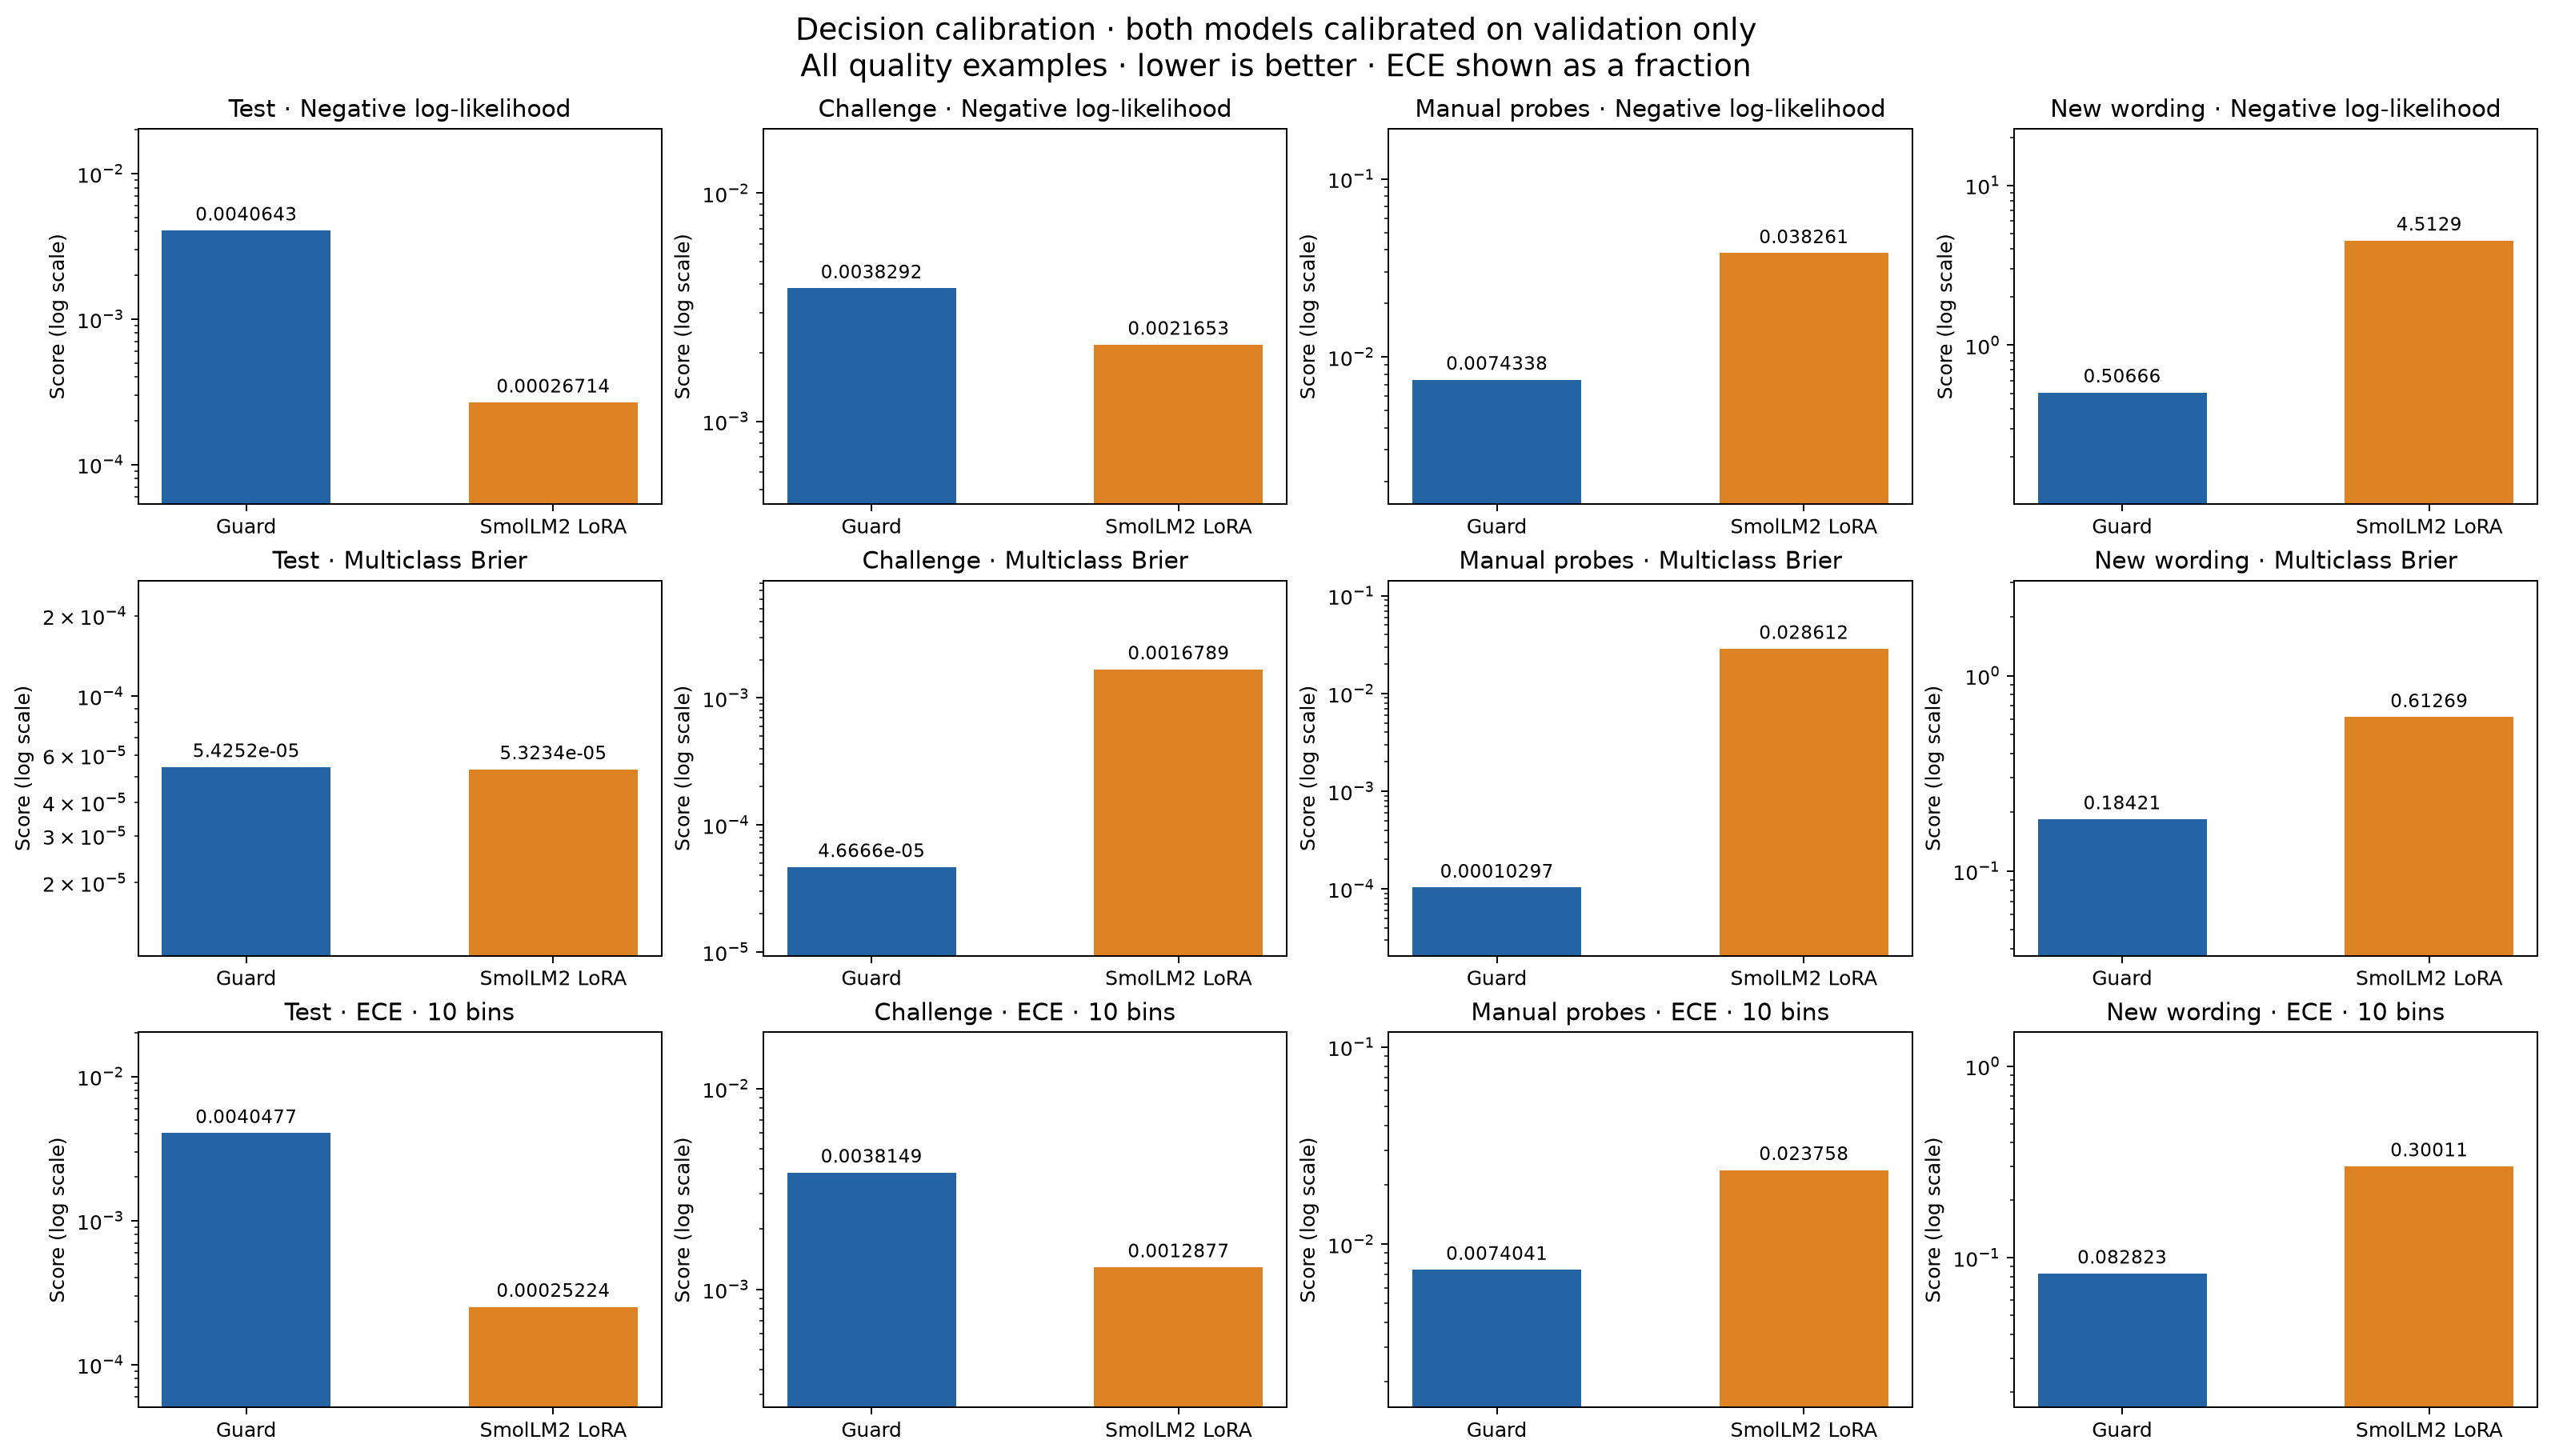 Decision calibration · both models calibrated on validation only
All quality examples · lower is better · ECE shown as a fraction
Test · Negative log-likelihood
Score (log scale)
10⁻²
10⁻³
10⁻⁴
0.0040643
0.00026714
Guard
SmolLM2 LoRA
Challenge · Negative log-likelihood
Score (log scale)
10⁻²
10⁻³
0.0038292
0.0021653
Guard
SmolLM2 LoRA
Manual probes · Negative log-likelihood
Score (log scale)
10⁻¹
10⁻²
0.0074338
0.038261
Guard
SmolLM2 LoRA
New wording · Negative log-likelihood
Score (log scale)
10¹
10⁰
0.50666
4.5129
Guard
SmolLM2 LoRA
Test · Multiclass Brier
Score (log scale)
2 × 10⁻⁴
10⁻⁴
6 × 10⁻⁵
4 × 10⁻⁵
3 × 10⁻⁵
2 × 10⁻⁵
5.4252e-05
5.3234e-05
Guard
SmolLM2 LoRA
Challenge · Multiclass Brier
Score (log scale)
10⁻³
10⁻⁴
10⁻⁵
4.6666e-05
0.0016789
Guard
SmolLM2 LoRA
Manual probes · Multiclass Brier
Score (log scale)
10⁻¹
10⁻²
10⁻³
10⁻⁴
0.00010297
0.028612
Guard
SmolLM2 LoRA
New wording · Multiclass Brier
Score (log scale)
10⁰
10⁻¹
0.18421
0.61269
Guard
SmolLM2 LoRA
Test · ECE · 10 bins
Score (log scale)
10⁻²
10⁻³
10⁻⁴
0.0040477
0.00025224
Guard
SmolLM2 LoRA
Challenge · ECE · 10 bins
Score (log scale)
10⁻²
10⁻³
0.0038149
0.0012877
Guard
SmolLM2 LoRA
Manual probes · ECE · 10 bins
Score (log scale)
10⁻¹
10⁻²
0.0074041
0.023758
Guard
SmolLM2 LoRA
New wording · ECE · 10 bins
Score (log scale)
10⁰
10⁻¹
0.082823
0.30011
Guard
SmolLM2 LoRA